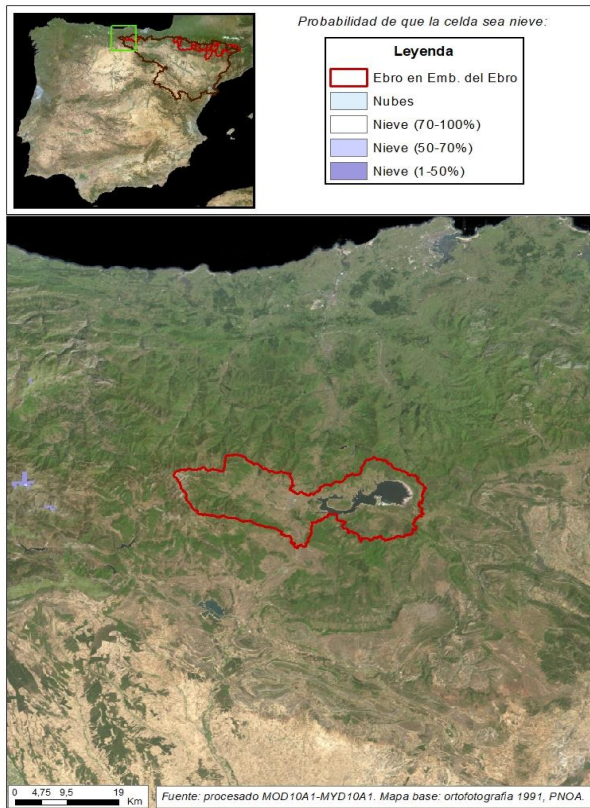 Probabilidad de que la celda sea nieve:
Leyenda
Ebro en Emb. del Ebro
Nubes
Nieve (70-100%)
Nieve (50-70%)
Nieve (1-50%)
0 4,75 9,5 19
Km
Fuente: procesado MOD10A1-MYD10A1. Mapa base: ortofotografía 1991, PNOA.